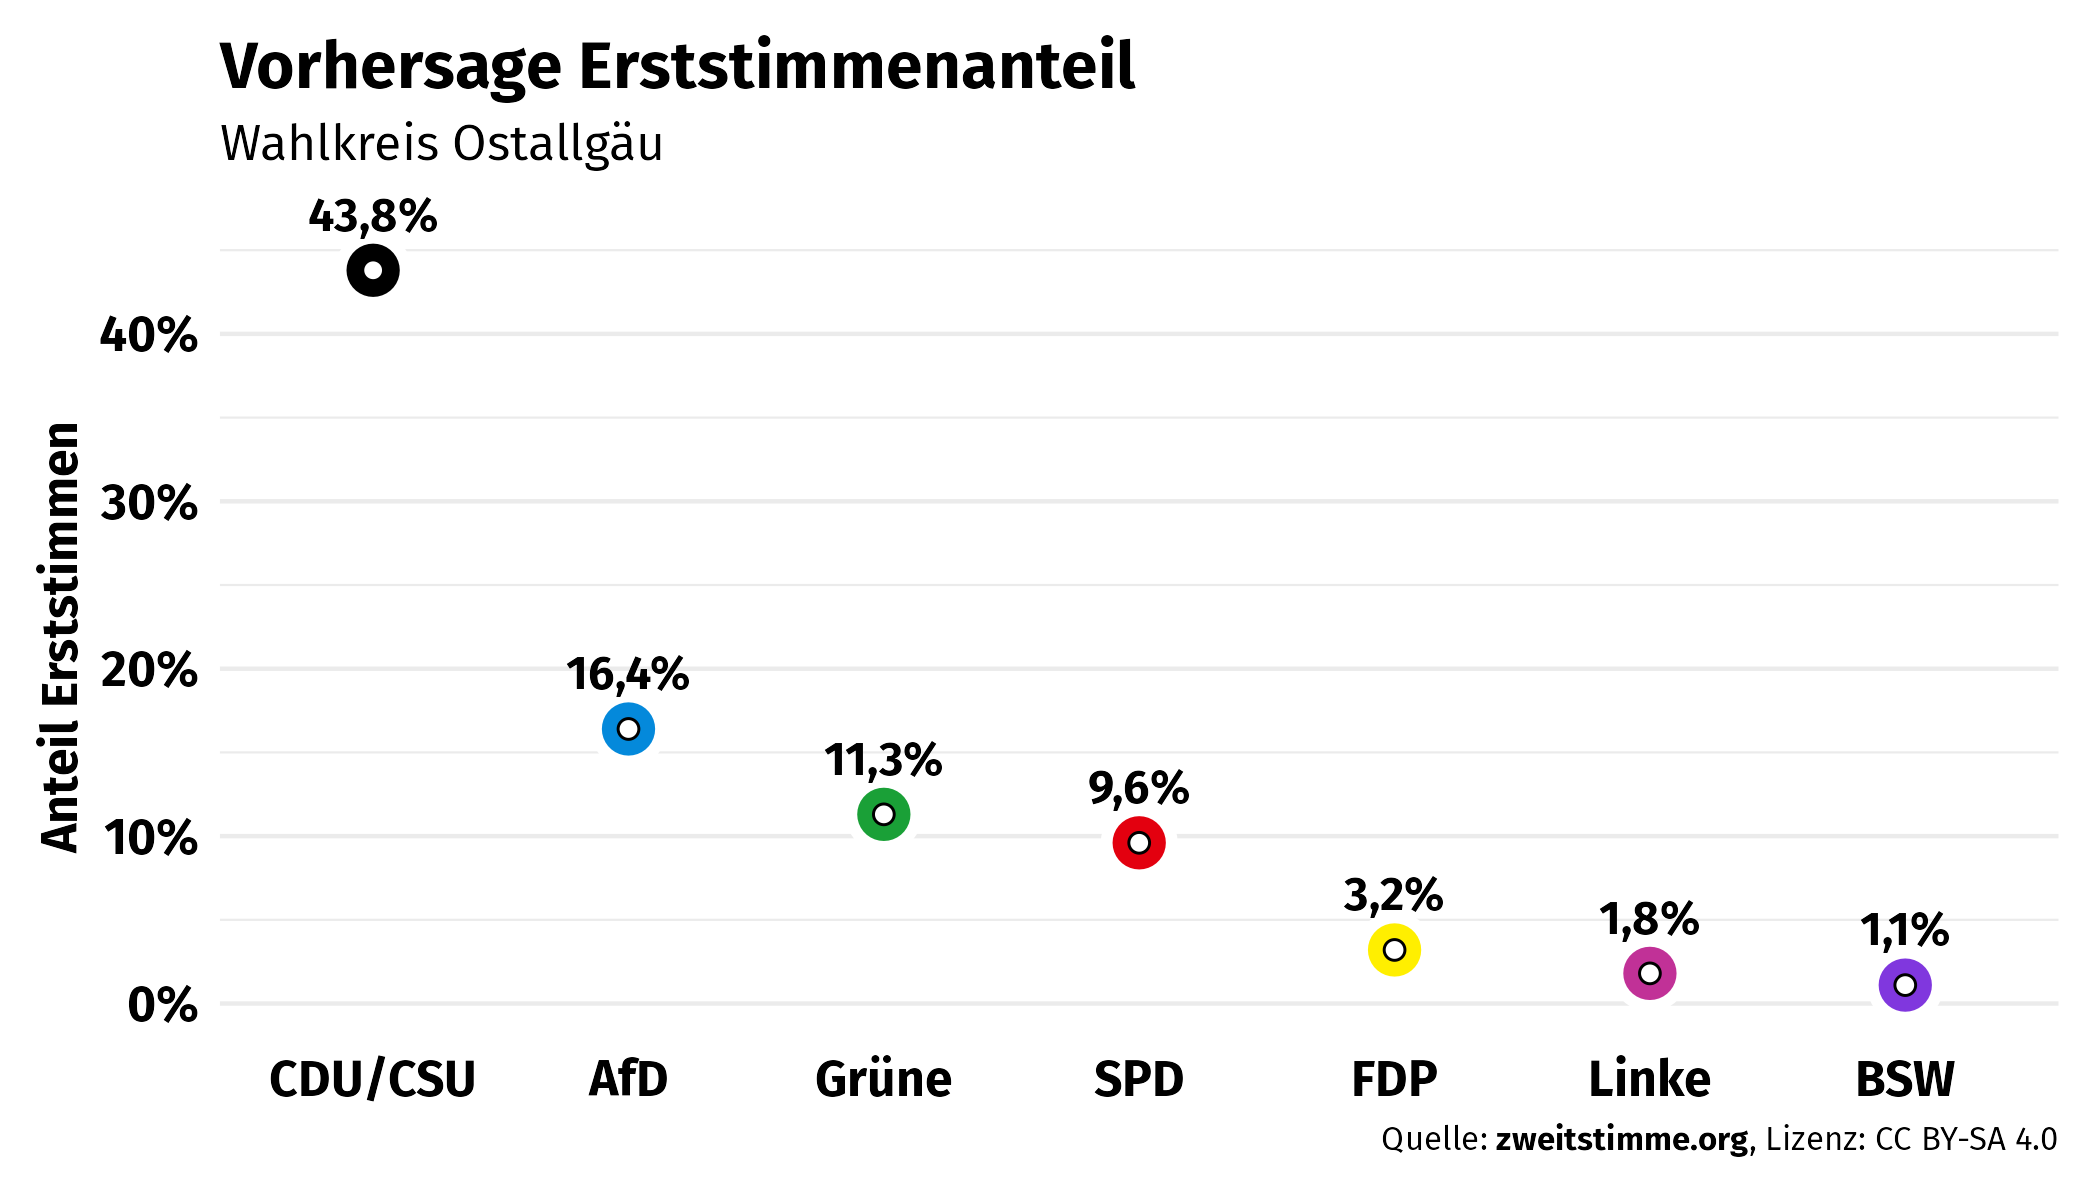 Vorhersage Erststimmenanteil
Wahlkreis Ostallgäu
43,8%
40%
30%
20%
10%
0%
Anteil Erststimmen
16,4%
11,3%
9,6%
3,2%
1,8%
1,1%
CDU/CSU AfD Grüne SPD FDP Linke BSW
Quelle: zweitstimme.org, Lizenz: CC BY-SA 4.0